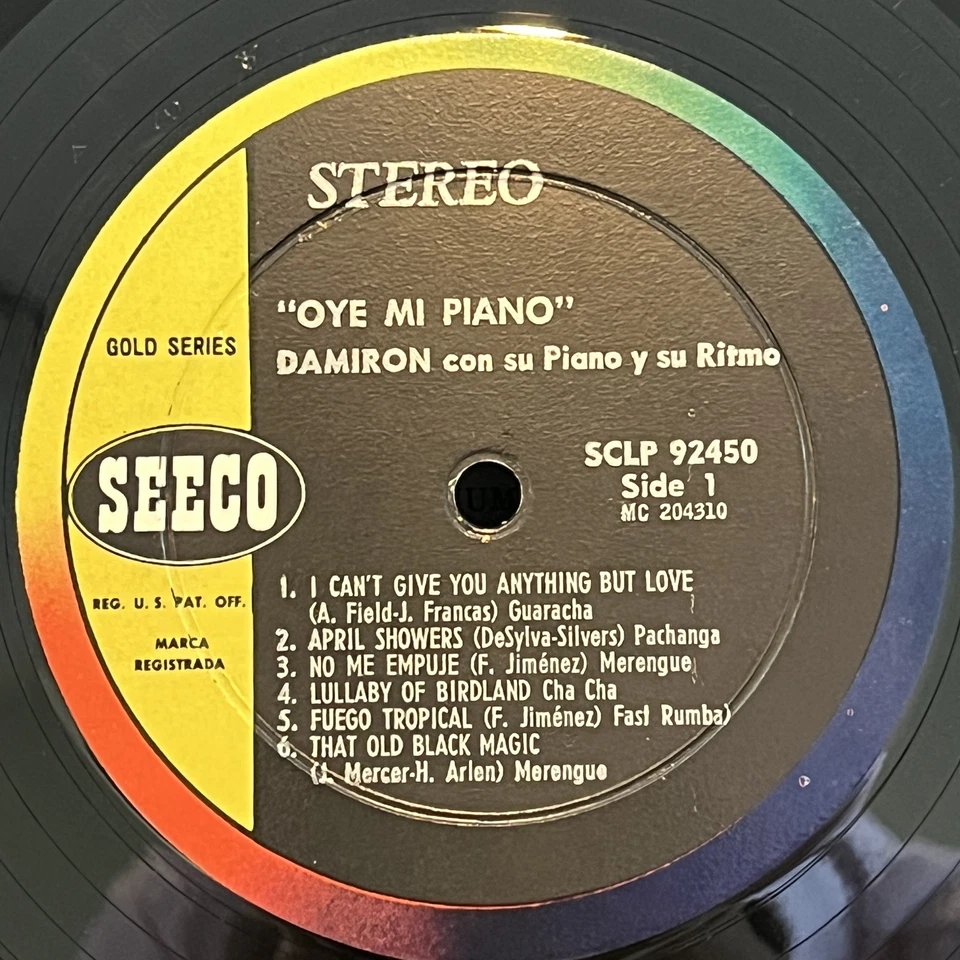 STEREO
"OYE MI PIANO"
DAMIRON con su Piano y su Ritmo
GOLD SERIES
SEECO
REG. U. S. PAT. OFF.
MARCA
REGISTRADA
SCLP 92450
Side 1
MC 204310
1. I CAN'T GIVE YOU ANYTHING BUT LOVE
(A. Field-J. Francas) Guaracha
2. APRIL SHOWERS (DeSylva-Silvers) Pachanga
3. NO ME EMPUJE (F. Jiménez) Merengue
4. LULLABY OF BIRDLAND Cha Cha
5. FUEGO TROPICAL (F. Jiménez) Fast Rumba)
6. THAT OLD BLACK MAGIC
(J. Mercer-H. Arlen) Merengue